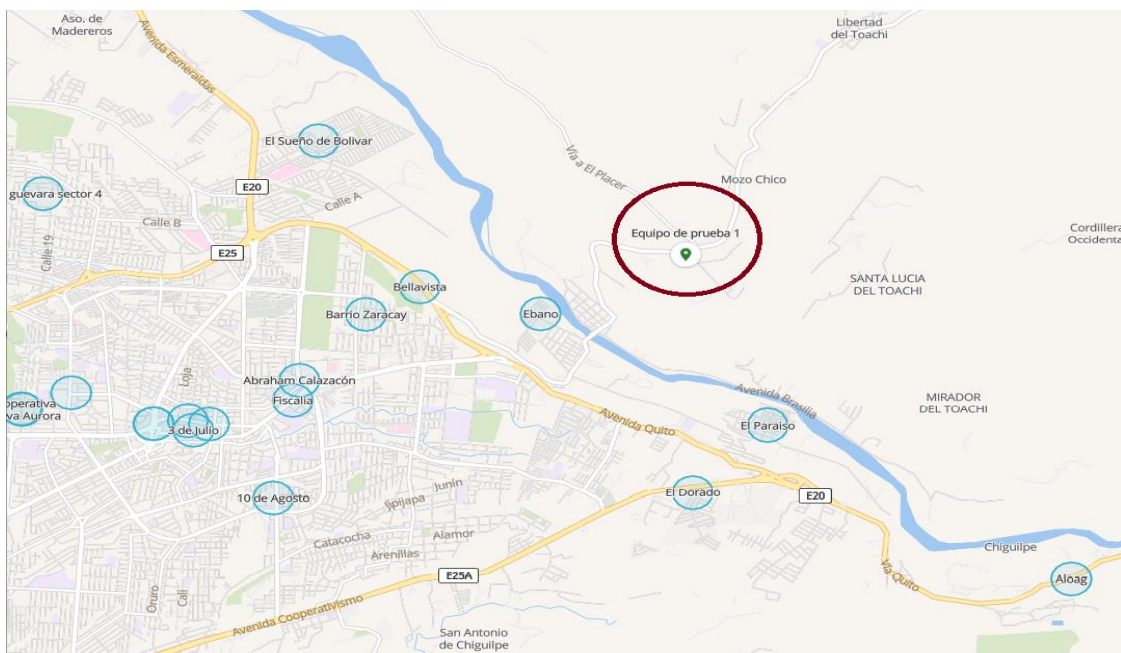 Aso. de
Madereros
Libertad
del Toachi
Avenida Esmeraldas
El Sueño de Bolivar
Vía a El Placer
guevara sector 4
E20
Calle A
Mozo Chico
Calle B
Equipo de prueba 1
Cordillera
Occidenta
Calle 19
E25
SANTA LUCIA
DEL TOACHI
Bellavista
Barrio Zaracay
Ebano
Loja
Abraham Calazacón
Fiscalia
Avenida Brasilia
MIRADOR
DEL TOACHI
operativa
va Aurora
3 de Julio
Avenida Quito
El Paraiso
10 de Agosto
Junín
Jipijapa
El Dorado
E20
Catacocha
Alamor
Arenillas
Chiguilpe
Oruro
Cali
E25A
Vía Quito
Aloag
Avenida Cooperativismo
San Antonio
de Chiguilpe